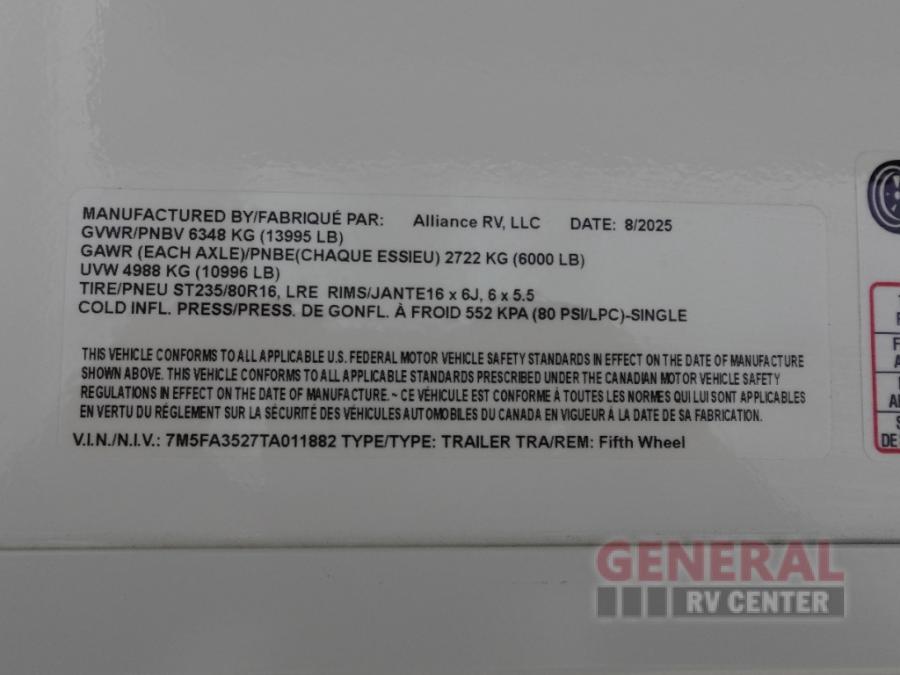 MANUFACTURED BY/FABRIQUÉ PAR: Alliance RV, LLC DATE: 8/2025
GVWR/PNBV 6348 KG (13995 LB)
GAWR (EACH AXLE)/PNBE(CHAQUE ESSIEU) 2722 KG (6000 LB)
UVW 4988 KG (10996 LB)
TIRE/PNEU ST235/80R16, LRE RIMS/JANTE16 x 6J, 6 x 5.5
COLD INFL. PRESS/PRESS. DE GONFL. À FROID 552 KPA (80 PSI/LPC)-SINGLE
THIS VEHICLE CONFORMS TO ALL APPLICABLE U.S. FEDERAL MOTOR VEHICLE SAFETY STANDARDS IN EFFECT ON THE DATE OF MANUFACTURE
SHOWN ABOVE. THIS VEHICLE CONFORMS TO ALL APPLICABLE STANDARDS PRESCRIBED UNDER THE CANADIAN MOTOR VEHICLE SAFETY
REGULATIONS IN EFFECT ON THE DATE OF MANUFACTURE. ~ CE VÉHICULE EST CONFORME À TOUTES LES NORMES QUI LUI SONT APPLICABLES
EN VERTU DU RÉGLEMENT SUR LA SÉCURITÉ DES VÉHICULES AUTOMOBILES DU CANADA EN VIGUEUR À LA DATE DE SA FABRICATION.
V.I.N./N.I.V.: 7M5FA3527TA011882 TYPE/TYPE: TRAILER TRA/REM: Fifth Wheel
DE
GENERAL
RV CENTER